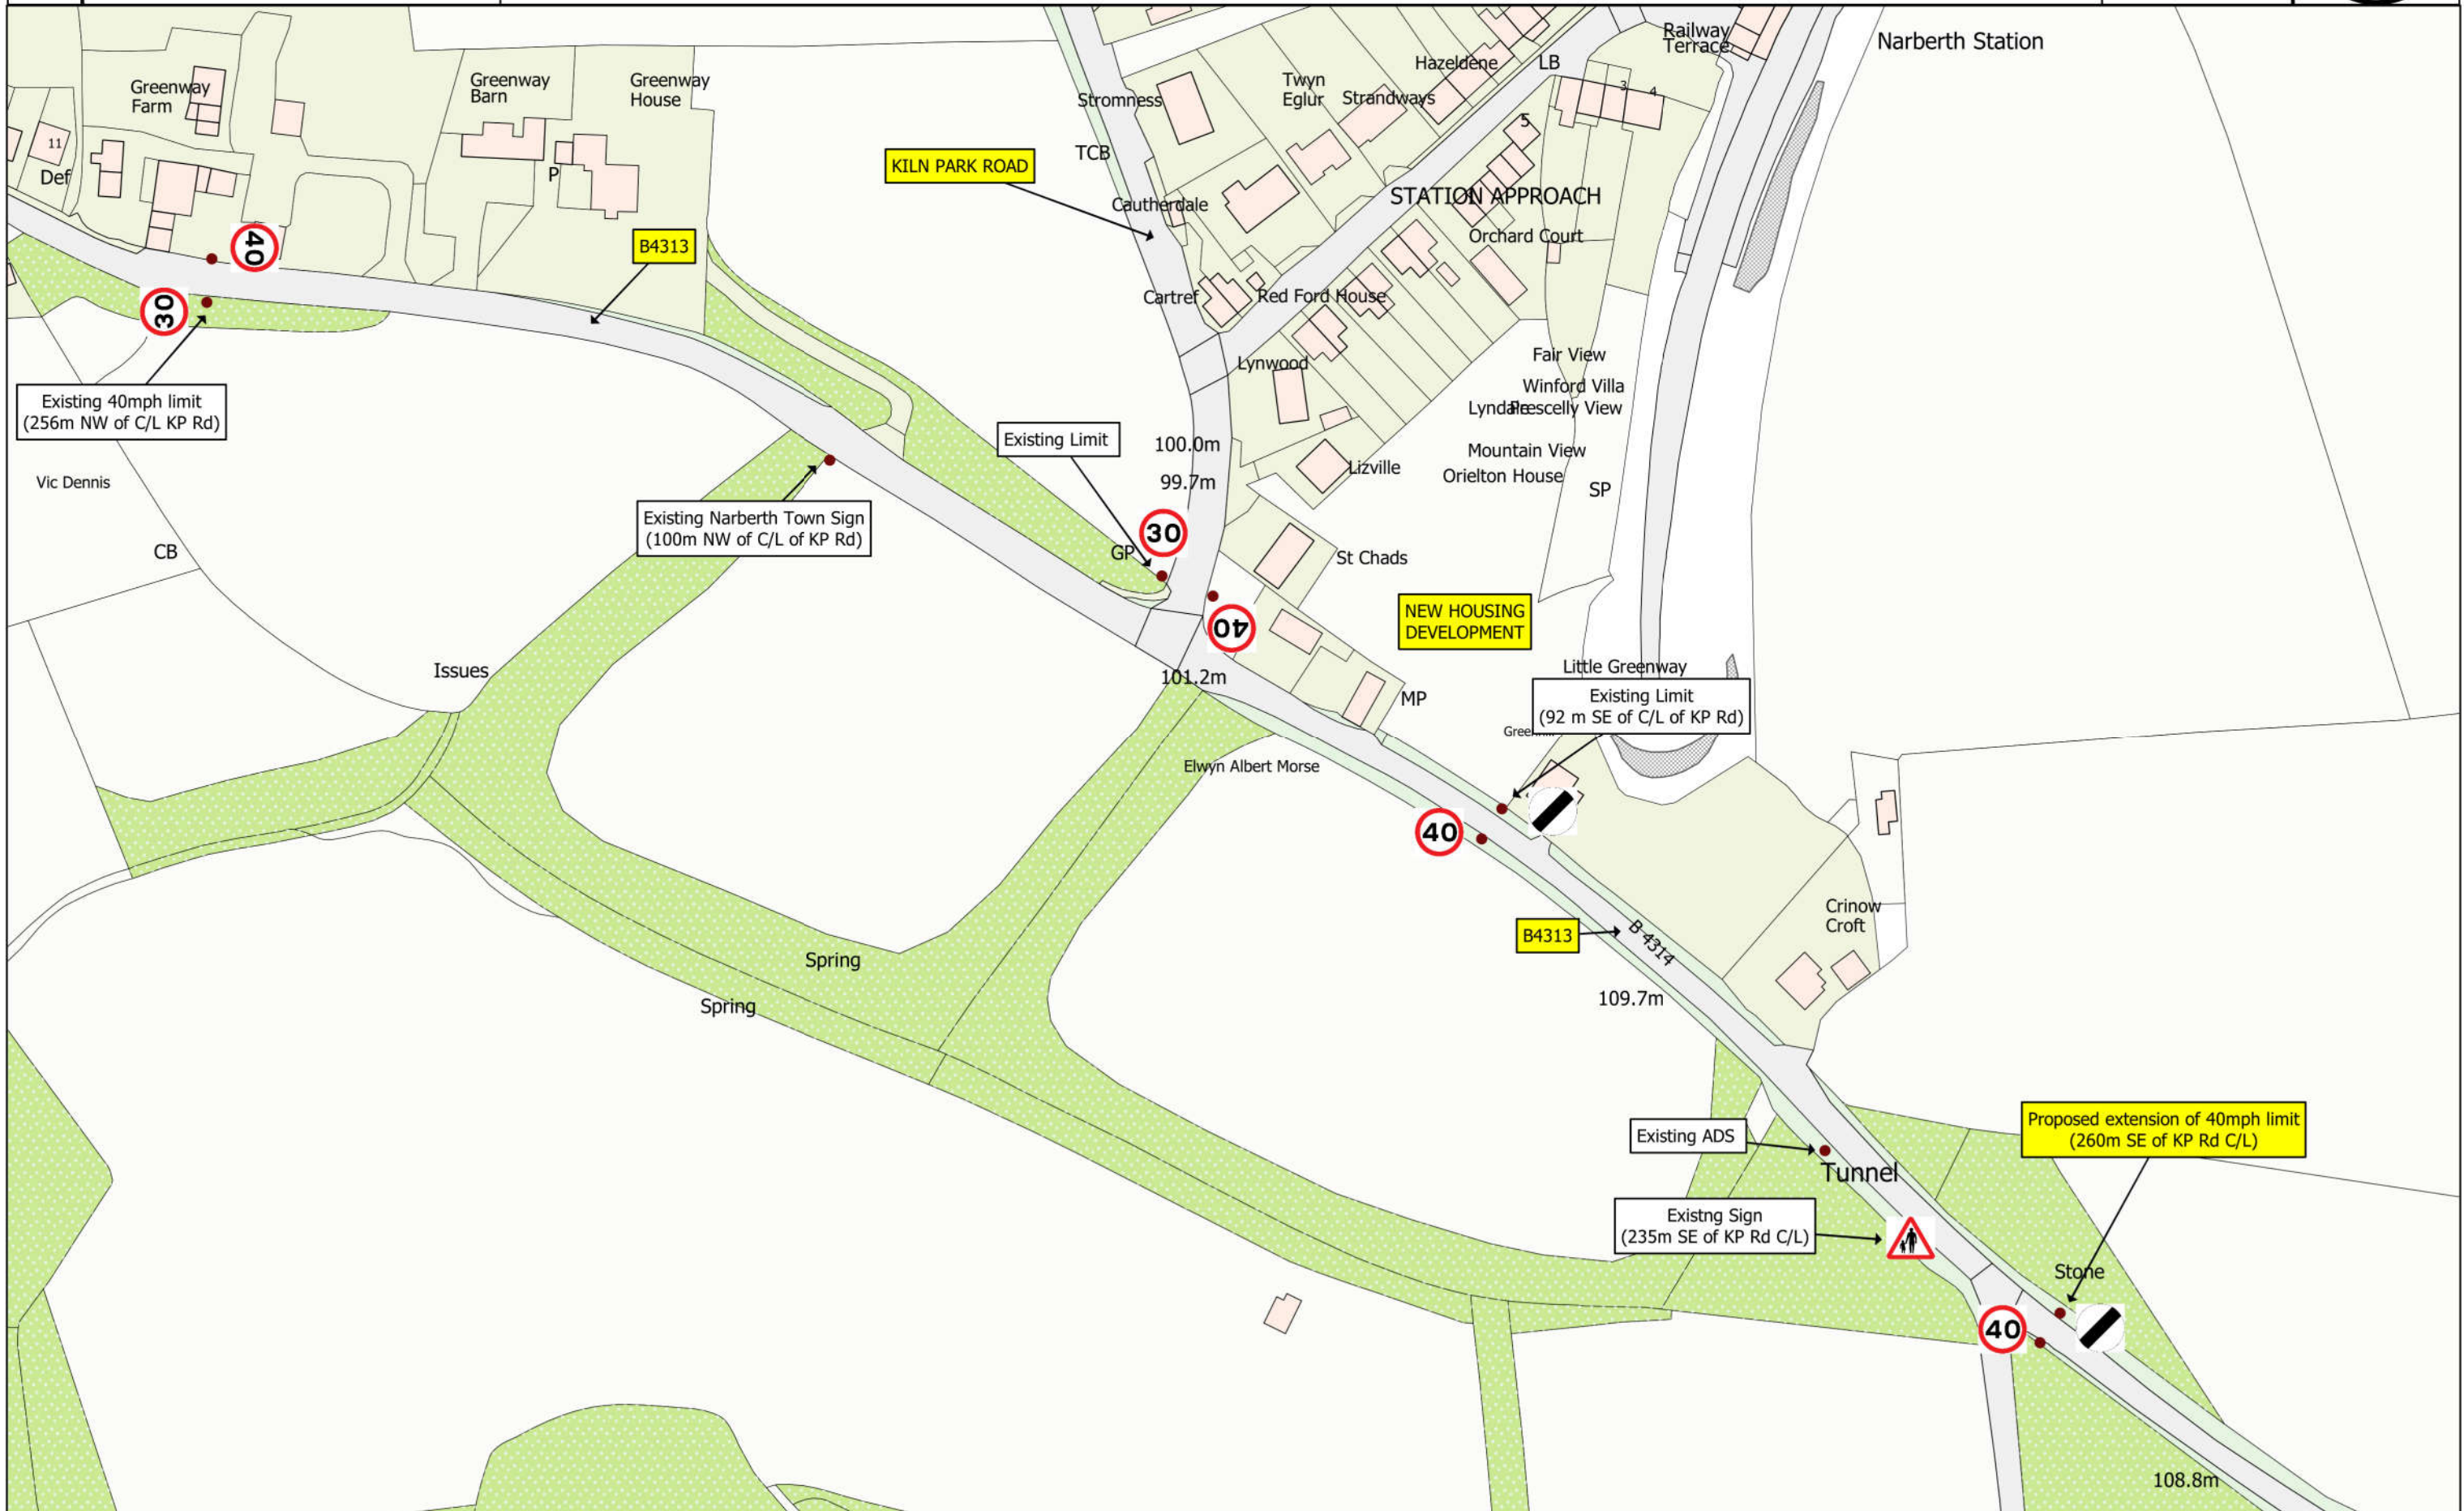 Railway
Terrace
Narberth Station
Greenway
Farm
Greenway
Barn
Greenway
House
Stromness
Twyn
Eglur
Strandways
Hazeldene
LB
3
4
5
11
Def
P
TCB
KILN PARK ROAD
Cautherdale
STATION APPROACH
Orchard Court
40
B4313
30
Cartref
Red Ford House
Existing 40mph limit
(256m NW of C/L KP Rd)
Lynwood
Fair View
Winford Villa
Lyndale
Prescelly View
Existing Limit
100.0m
Mountain View
Lizville
Orielton House
99.7m
SP
Vic Dennis
Existing Narberth Town Sign
(100m NW of C/L of KP Rd)
30
CB
GP
St Chads
NEW HOUSING
DEVELOPMENT
40
Issues
101.2m
Little Greenway
MP
Existing Limit
(92 m SE of C/L of KP Rd)
Elwyn Albert Morse
40
Crinow
Croft
B4313
B 4314
Spring
Spring
109.7m
Existing ADS
Proposed extension of 40mph limit
(260m SE of KP Rd C/L)
Tunnel
Existng Sign
(235m SE of KP Rd C/L)
Stone
40
108.8m